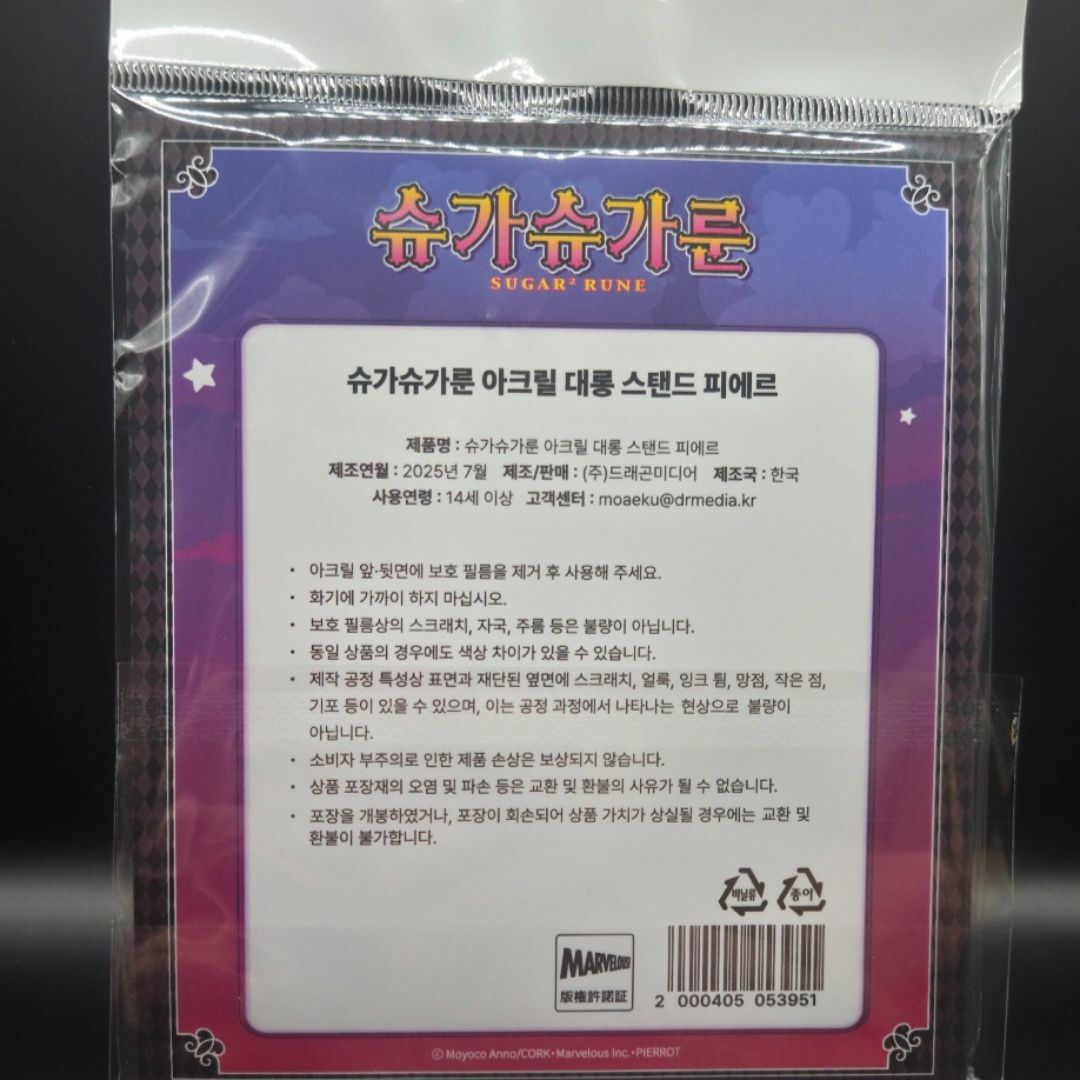 슈가슈가룬
SUGAR² RUNE
슈가슈가룬 아크릴 대롱 스탠드 피에르
제품명 : 슈가슈가룬 아크릴 대롱 스탠드 피에르
제조연월 : 2025년 7월 제조/판매 : (주)드래곤미디어 제조국 : 한국
사용연령 : 14세 이상 고객센터 : moaeku@drmedia.kr
• 아크릴 앞·뒷면에 보호 필름을 제거 후 사용해 주세요.
• 화기에 가까이 하지 마십시오.
• 보호 필름상의 스크래치, 자국, 주름 등은 불량이 아닙니다.
• 동일 상품의 경우에도 색상 차이가 있을 수 있습니다.
• 제작 공정 특성상 표면과 재단된 옆면에 스크래치, 얼룩, 잉크 튐, 망점, 작은 점,
기포 등이 있을 수 있으며, 이는 공정 과정에서 나타나는 현상으로 불량이
아닙니다.
• 소비자 부주의로 인한 제품 손상은 보상되지 않습니다.
• 상품 포장재의 오염 및 파손 등은 교환 및 환불의 사유가 될 수 없습니다.
• 포장을 개봉하였거나, 포장이 회손되어 상품 가치가 상실될 경우에는 교환 및
환불이 불가합니다.
비닐류 종이
MARVELOUS!
版権許諾証
2 000405 053951
© Moyoco Anno/CORK・Marvelous Inc.・PIERROT